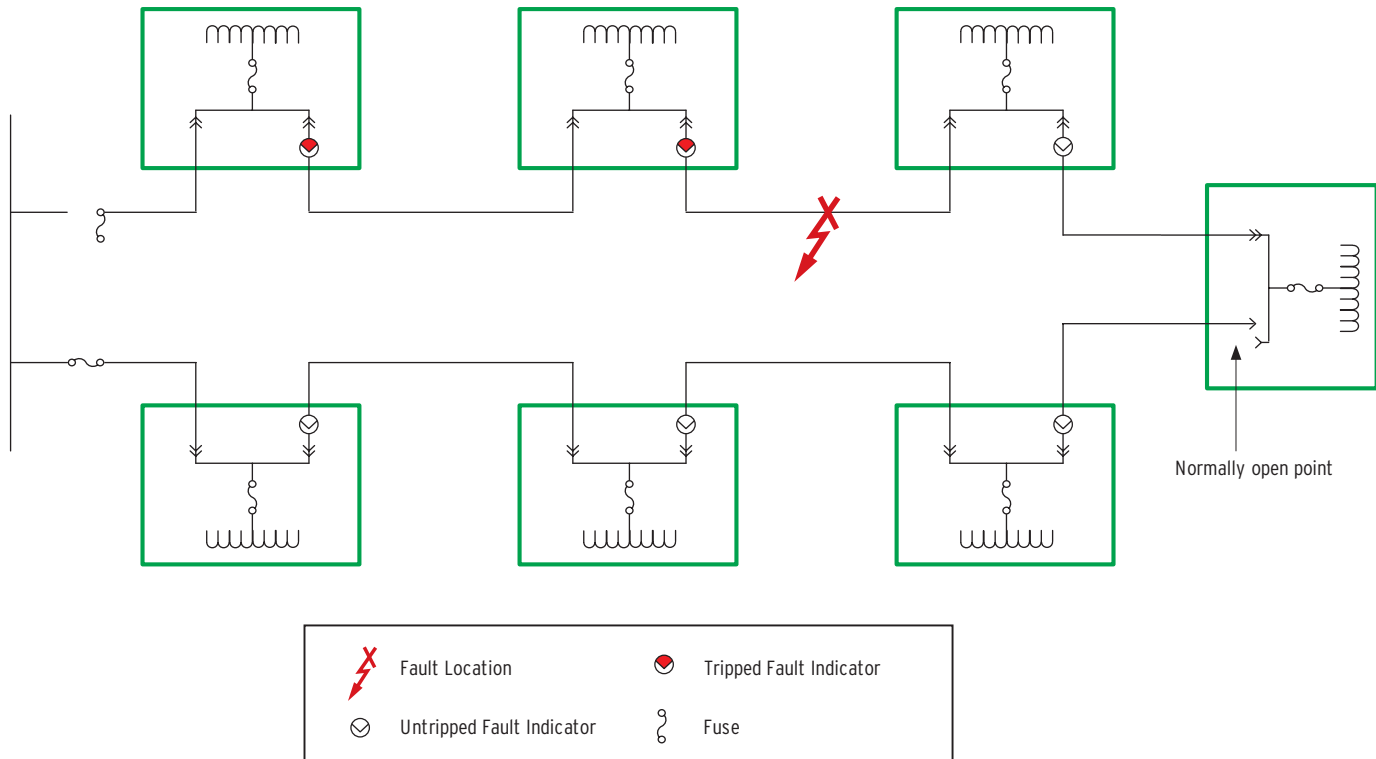 Normally open point
Fault Location
Tripped Fault Indicator
Untripped Fault Indicator
Fuse